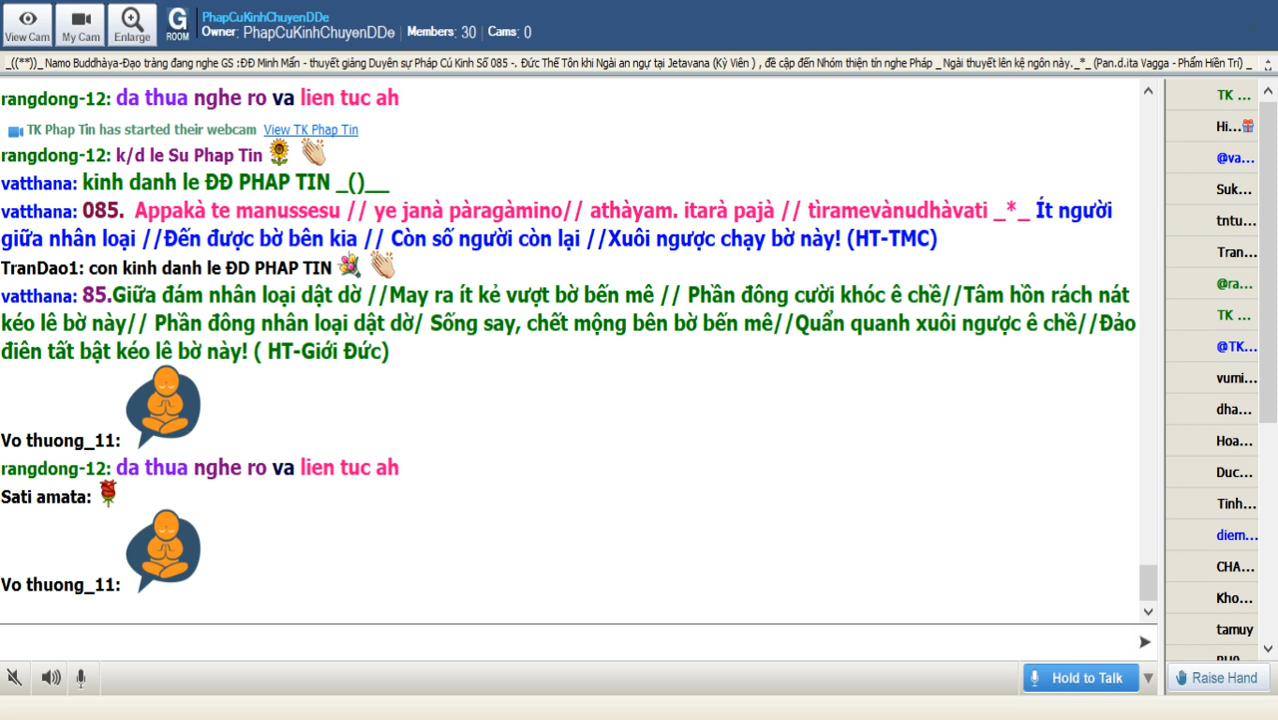 View Cam
My Cam
Enlarge
G
ROOM
PhapCuKinhChuyenDDe
Owner: PhapCuKinhChuyenDDe | Members: 30 | Cams: 0
_((**))_ Namo Buddhàya-Đạo tràng đang nghe GS :ĐĐ Minh Mẩn - thuyết giảng Duyên sự Pháp Cú Kinh Số 085 -. Đức Thế Tôn khi Ngài an ngự tại Jetavana (Kỳ Viên ) , đề cập đến Nhóm thiện tín nghe Pháp _ Ngài thuyết lên kệ ngôn này._*_ (Pan.d.ita Vagga - Phẩm Hiền Trí) _
rangdong-12: da thua nghe ro va lien tuc ah
TK Phap Tin has started their webcam View TK Phap Tin
rangdong-12: k/d le Su Phap Tin
vatthana: kinh danh le ĐĐ PHAP TIN _()__
vatthana: 085. Appakà te manussesu // ye janà pàragàmino// athàyam. itarà pajà // tìramevànudhàvati _*_ Ít người
giữa nhân loại //Đến được bờ bên kia // Còn số người còn lại //Xuôi ngược chạy bờ này! (HT-TMC)
TranDao1: con kinh danh le ĐD PHAP TIN
vatthana: 85.Giữa đám nhân loại dật dờ //May ra ít kẻ vượt bờ bến mê // Phần đông cười khóc ê chề//Tâm hồn rách nát
kéo lê bờ này// Phần đông nhân loại dật dờ/ Sống say, chết mộng bên bờ bến mê//Quẩn quanh xuôi ngược ê chề//Đảo
điên tất bật kéo lê bờ này! ( HT-Giới Đức)
Vo thuong_11:
rangdong-12: da thua nghe ro va lien tuc ah
Sati amata:
Vo thuong_11:
TK ...
Hi...
@va...
Suk...
tntu...
Tran...
@ra...
TK ...
@TK...
vumi...
dha...
Hoa...
Duc...
Tinh...
diem...
CHA...
Kho...
tamuy
Hold to Talk
Raise Hand